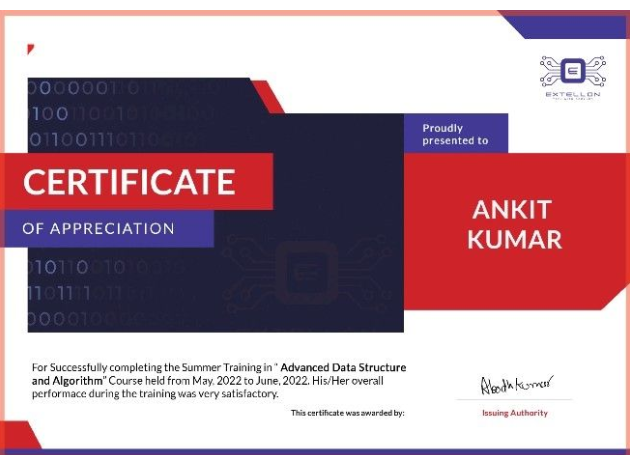 EXTELLON
Proudly
presented to
CERTIFICATE
OF APPRECIATION
ANKIT
KUMAR
For Successfully completing the Summer Training in " Advanced Data Structure
and Algorithm" Course held from May, 2022 to June, 2022. His/Her overall
performace during the training was very satisfactory.
This certificate was awarded by:
Issuing Authority